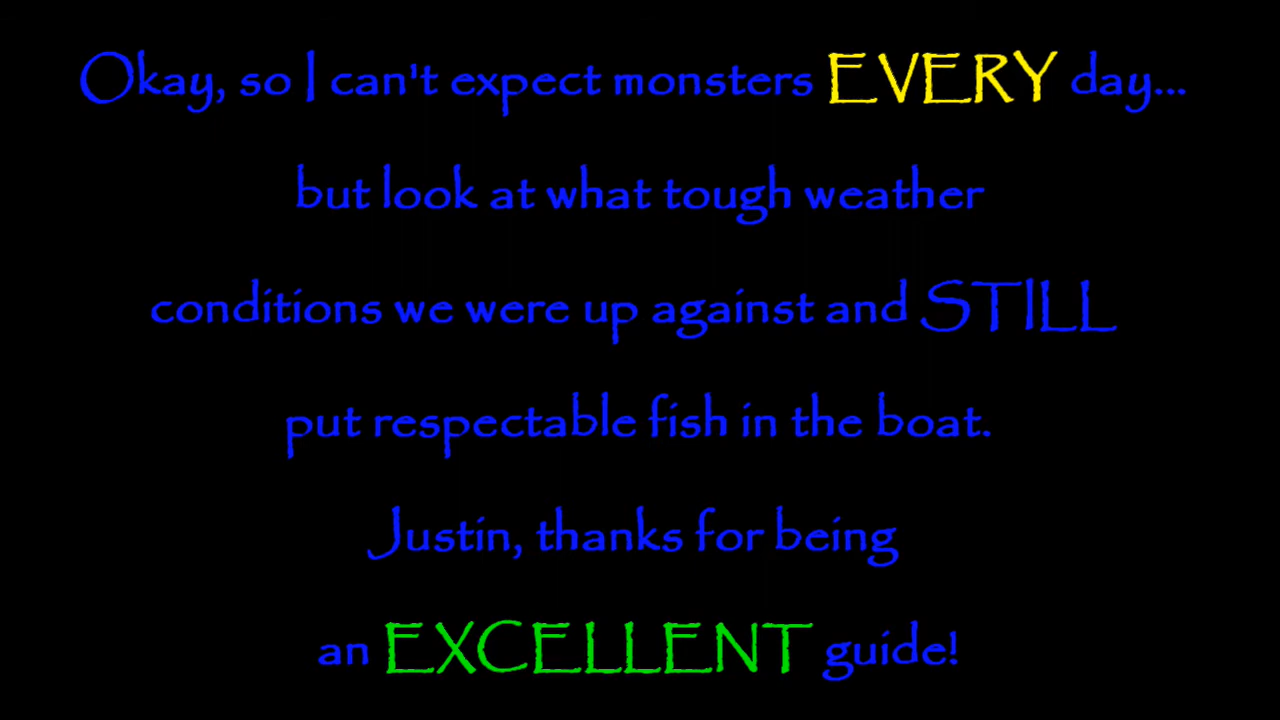 Okay, so I can't expect monsters EVERY day...
but look at what tough weather
conditions we were up against and STILL
put respectable fish in the boat.
Justin, thanks for being
an EXCELLENT guide!